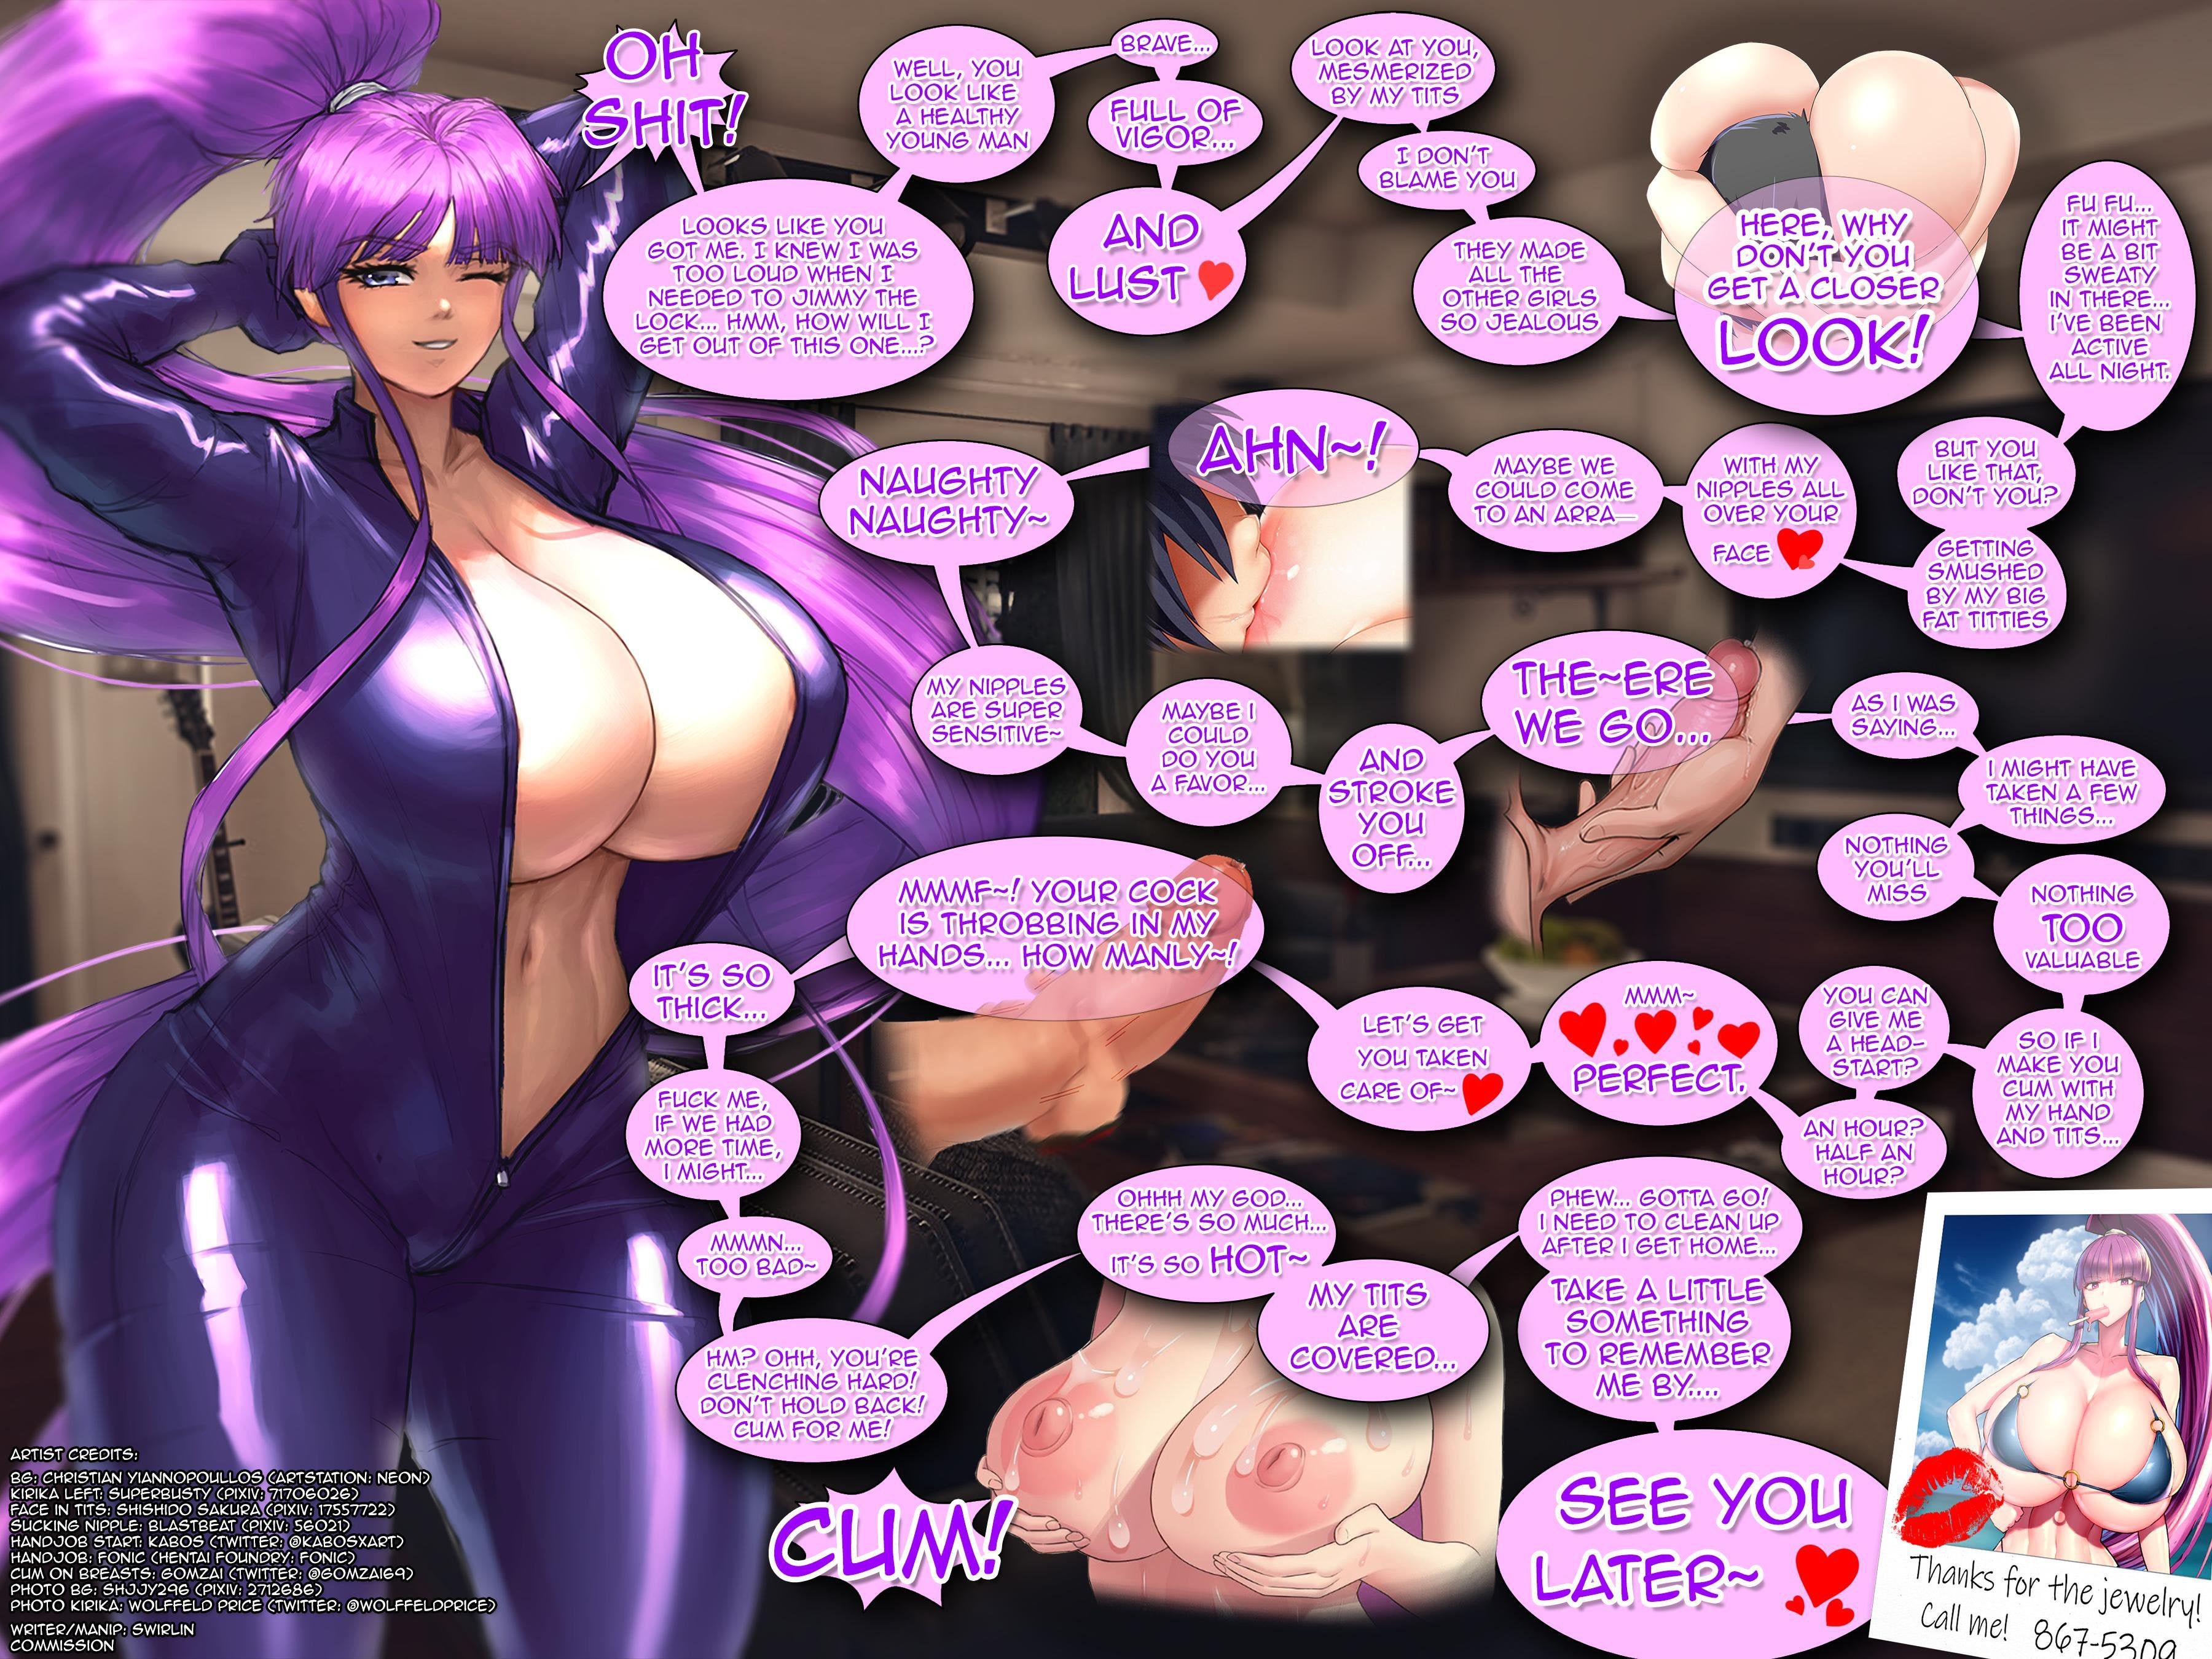 OH
SHIT!
LOOKS LIKE YOU
GOT ME. I KNEW I WAS
TOO LOUD WHEN I
NEEDED TO JIMMY THE
LOCK... HMM, HOW WILL I
GET OUT OF THIS ONE...?
WELL, YOU
LOOK LIKE
A HEALTHY
YOUNG MAN
BRAVE...
FULL OF
VIGOR...
AND
LUST
LOOK AT YOU,
MESMERIZED
BY MY TITS
I DON'T
BLAME YOU
THEY MADE
ALL THE
OTHER GIRLS
SO JEALOUS
HERE, WHY
DON'T YOU
GET A CLOSER
LOOK!
FU FU...
IT MIGHT
BE A BIT
SWEATY
IN THERE...
I'VE BEEN
ACTIVE
ALL NIGHT.
BUT YOU
LIKE THAT,
DON'T YOU?
GETTING
SMUSHED
BY MY BIG
FAT TITTIES
WITH MY
NIPPLES ALL
OVER YOUR
FACE
MAYBE WE
COULD COME
TO AN ARRA—
AHN~!
NAUGHTY
NAUGHTY~
MY NIPPLES
ARE SUPER
SENSITIVE~
MAYBE I
COULD
DO YOU
A FAVOR...
AND
STROKE
YOU
OFF...
THE~ERE
WE GO...
AS I WAS
SAYING...
I MIGHT HAVE
TAKEN A FEW
THINGS...
NOTHING
YOU'LL
MISS
NOTHING
TOO
VALUABLE
SO IF I
MAKE YOU
CUM WITH
MY HAND
AND TITS...
YOU CAN
GIVE ME
A HEAD-
START?
AN HOUR?
HALF AN
HOUR?
MMM~
PERFECT.
LET'S GET
YOU TAKEN
CARE OF~
MMMF~! YOUR COCK
IS THROBBING IN MY
HANDS... HOW MANLY~!
IT'S SO
THICK...
FUCK ME,
IF WE HAD
MORE TIME,
I MIGHT...
MMMN...
TOO BAD~
HM? OHH, YOU'RE
CLENCHING HARD!
DON'T HOLD BACK!
CUM FOR ME!
CUM!
OHHH MY GOD...
THERE'S SO MUCH...
IT'S SO HOT~
MY TITS
ARE
COVERED...
PHEW... GOTTA GO!
I NEED TO CLEAN UP
AFTER I GET HOME...
TAKE A LITTLE
SOMETHING
TO REMEMBER
ME BY....
SEE YOU
LATER~
Thanks for the jewelry!
Call me! 867-5309
ARTIST CREDITS:
BG: CHRISTIAN YIANNOPOULLOS (ARTSTATION: NEON)
KIRIKA LEFT: SUPERBUSTY (PIXIV: 71706026)
FACE IN TITS: SHISHIDO SAKURA (PIXIV: 17557722)
SUCKING NIPPLE: BLASTBEAT (PIXIV: 56021)
HANDJOB START: KABOS (TWITTER: @KABOSXART)
HANDJOB: FONIC (HENTAI FOUNDRY: FONIC)
CUM ON BREASTS: GOMZAI (TWITTER: @GOMZAI69)
PHOTO BG: SHJJY296 (PIXIV: 2712686)
PHOTO KIRIKA: WOLFFELD PRICE (TWITTER: @WOLFFELDPRICE)
WRITER/MANIP: SWIRLIN
COMMISSION